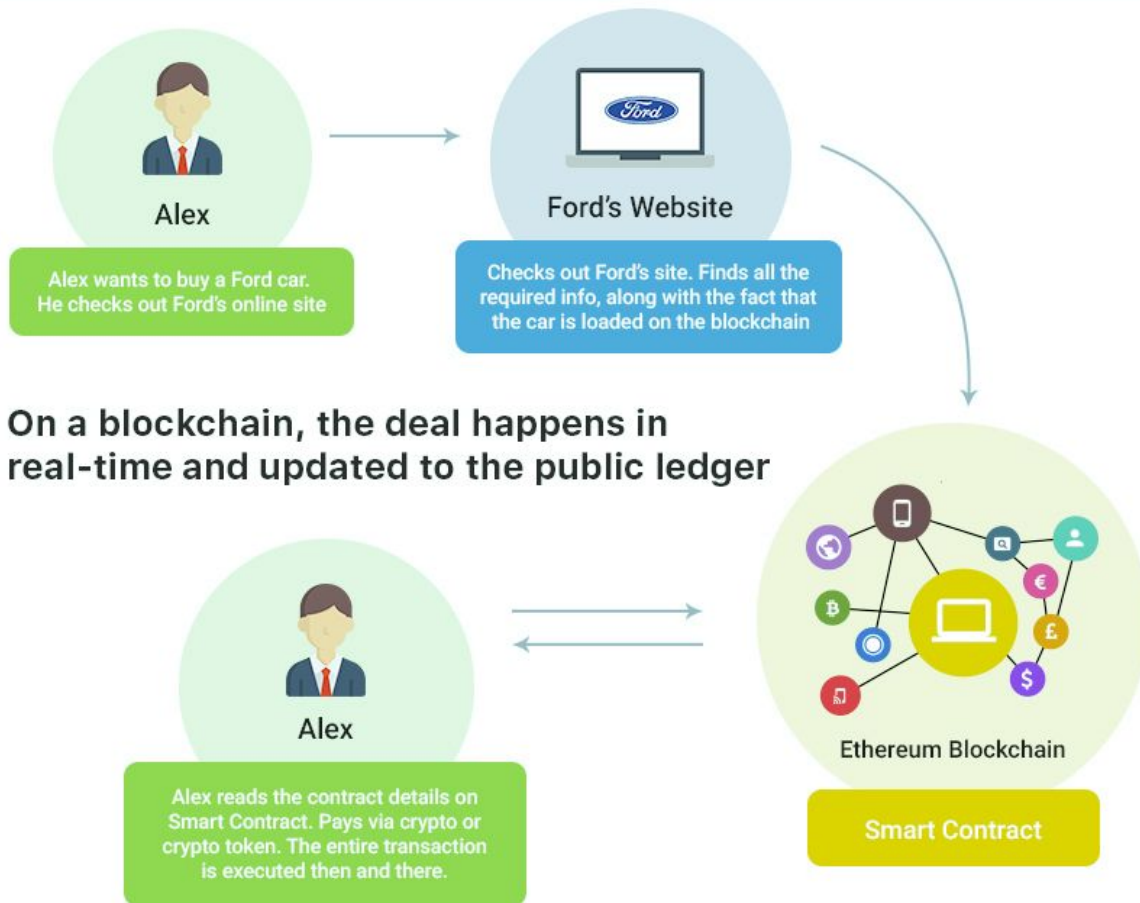 Ford
Alex
Ford's Website
Alex wants to buy a Ford car.
He checks out Ford's online site
Checks out Ford's site. Finds all the
required info, along with the fact that
the car is loaded on the blockchain
On a blockchain, the deal happens in
real-time and updated to the public ledger
€
₿
£
$
Alex
Ethereum Blockchain
Alex reads the contract details on
Smart Contract. Pays via crypto or
crypto token. The entire transaction
is executed then and there.
Smart Contract